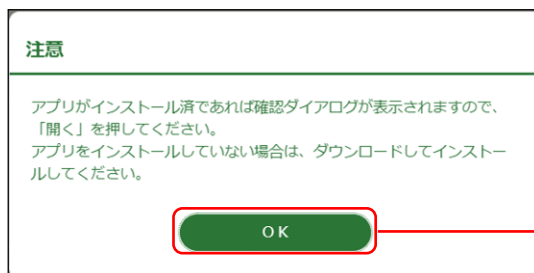 注意
アプリがインストール済であれば確認ダイアログが表示されますので、
「開く」を押してください。
アプリをインストールしていない場合は、ダウンロードしてインストー
ルしてください。
OK